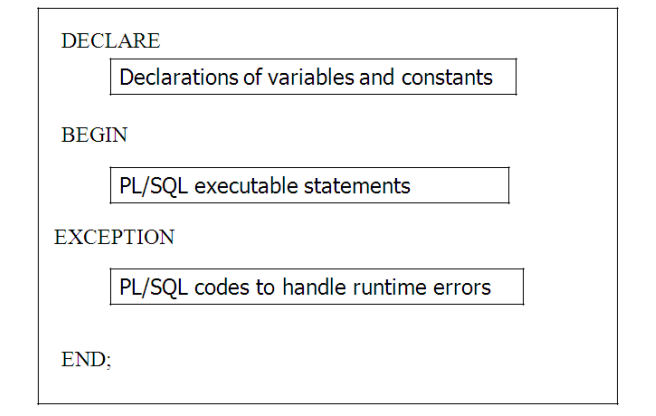 DECLARE
Declarations of variables and constants
BEGIN
PL/SQL executable statements
EXCEPTION
PL/SQL codes to handle runtime errors
END;